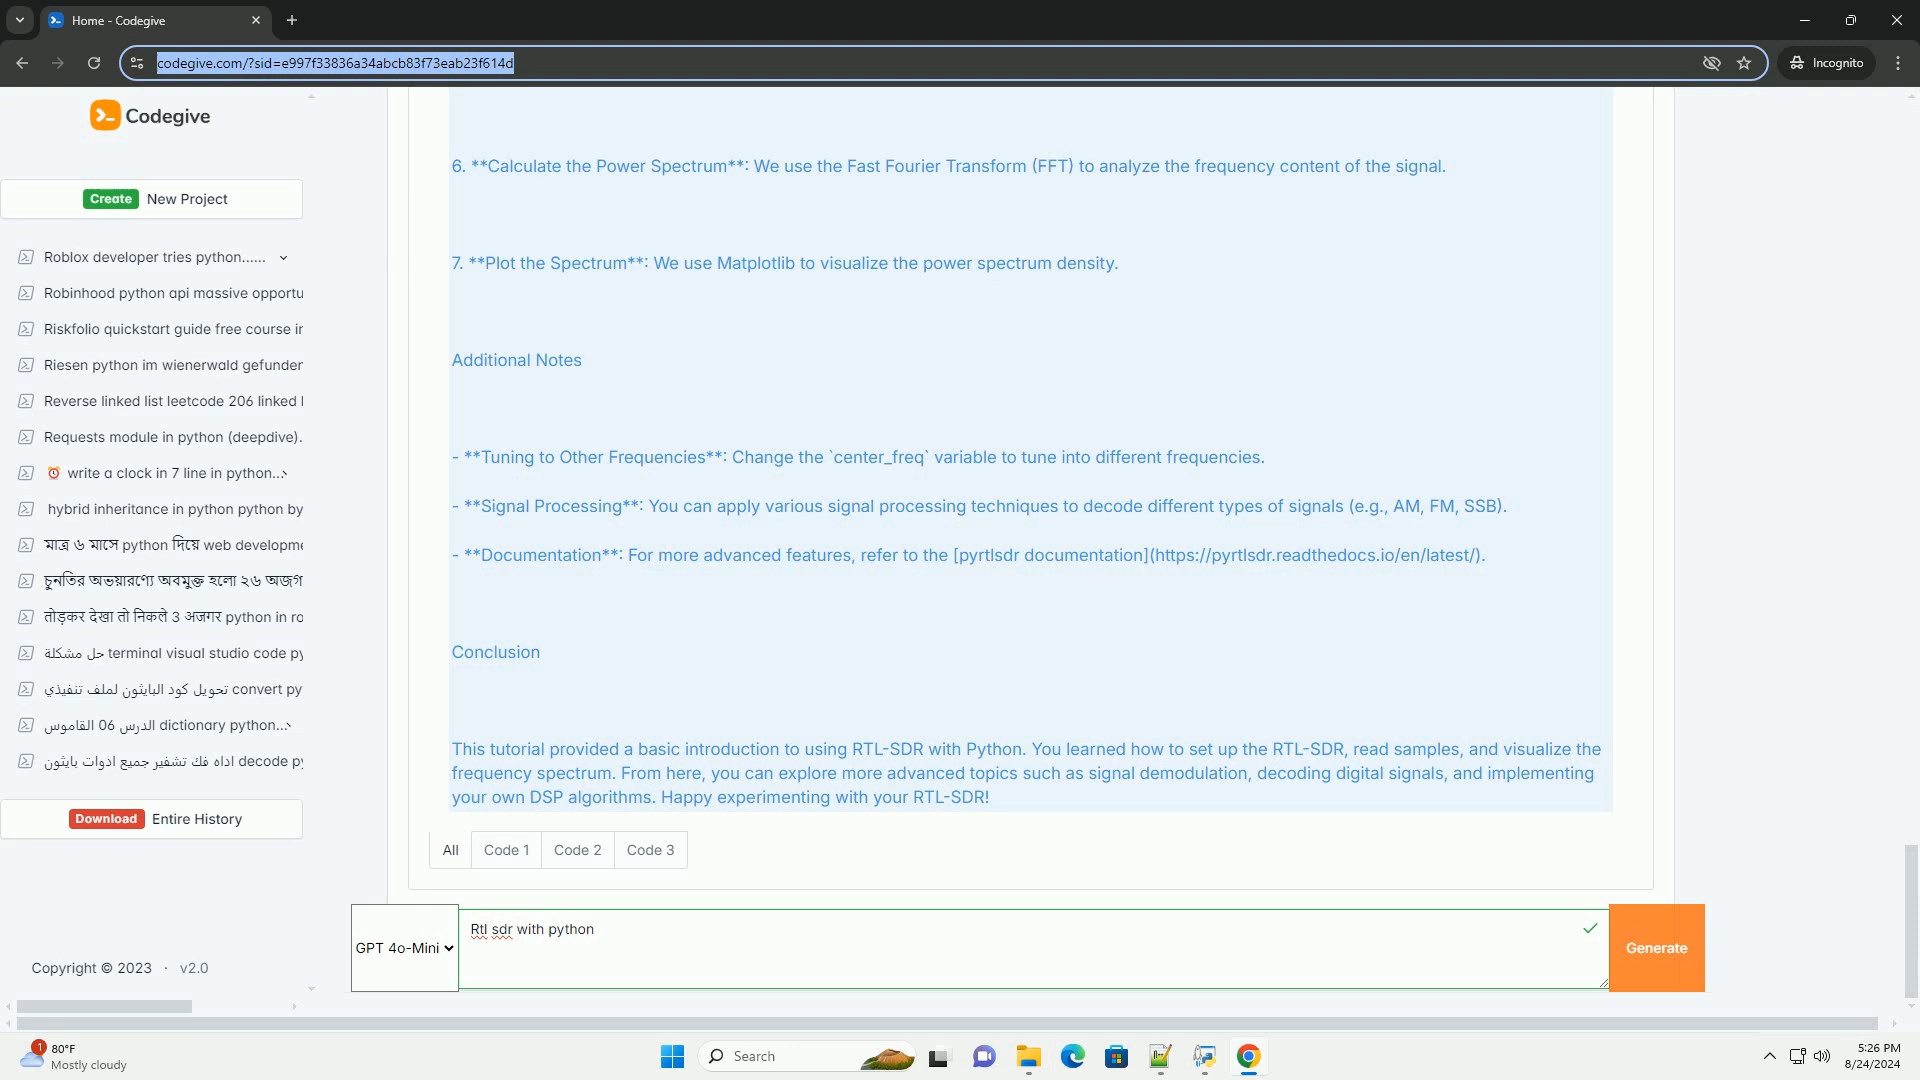 Home - Codegive
codegive.com/?sid=e997f33836a34abcb83f73eab23f614d
Incognito
Codegive
Create New Project
Roblox developer tries python......
Robinhood python api massive opportu
Riskfolio quickstart guide free course in
Riesen python im wienerwald gefunden
Reverse linked list leetcode 206 linked l
Requests module in python (deepdive).
⏰ write a clock in 7 line in python...
hybrid inheritance in python python by
মাত্র ৬ মাসে python দিয়ে web developme
চুনতির অভয়ারণ্যে অবমুক্ত হলো ২৬ অজগ
तोड़कर देखा तो निकले 3 अजगर python in ro
حل مشكلة terminal visual studio code py
تحويل كود البايثون لملف تنفيذي convert py
الدرس 06 القاموس dictionary python...
اداه فك تشفير جميع ادوات بايثون decode py
Download Entire History
Copyright © 2023 · v2.0
6. **Calculate the Power Spectrum**: We use the Fast Fourier Transform (FFT) to analyze the frequency content of the signal.
7. **Plot the Spectrum**: We use Matplotlib to visualize the power spectrum density.
Additional Notes
- **Tuning to Other Frequencies**: Change the `center_freq` variable to tune into different frequencies.
- **Signal Processing**: You can apply various signal processing techniques to decode different types of signals (e.g., AM, FM, SSB).
- **Documentation**: For more advanced features, refer to the [pyrtlsdr documentation](https://pyrtlsdr.readthedocs.io/en/latest/).
Conclusion
This tutorial provided a basic introduction to using RTL-SDR with Python. You learned how to set up the RTL-SDR, read samples, and visualize the
frequency spectrum. From here, you can explore more advanced topics such as signal demodulation, decoding digital signals, and implementing
your own DSP algorithms. Happy experimenting with your RTL-SDR!
All Code 1 Code 2 Code 3
GPT 4o-Mini
Rtl sdr with python
Generate
1
80°F
Mostly cloudy
Search
5:26 PM
8/24/2024